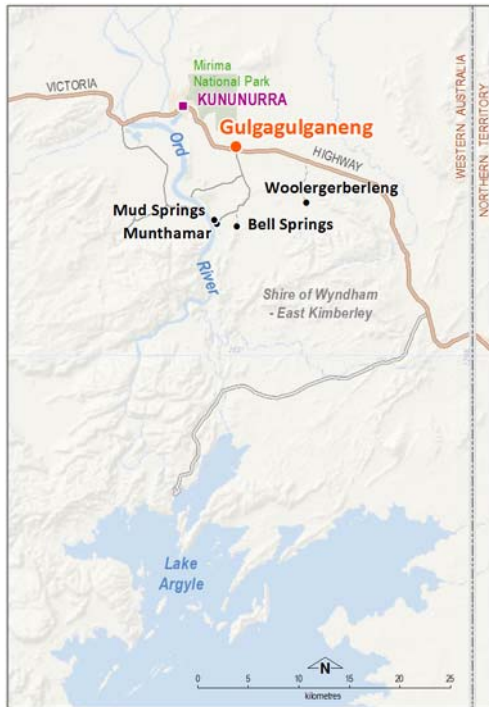 Mirima
National Park
KUNUNURRA
VICTORIA
Ord
Gulgagulganeng
HIGHWAY
WESTERN AUSTRALIA
NORTHERN TERRITORY
Woolergerberleng
Mud Springs
Munthamar
Bell Springs
River
Shire of Wyndham
- East Kimberley
Lake
Argyle
N
0 5 10 15 20 25
kilometres